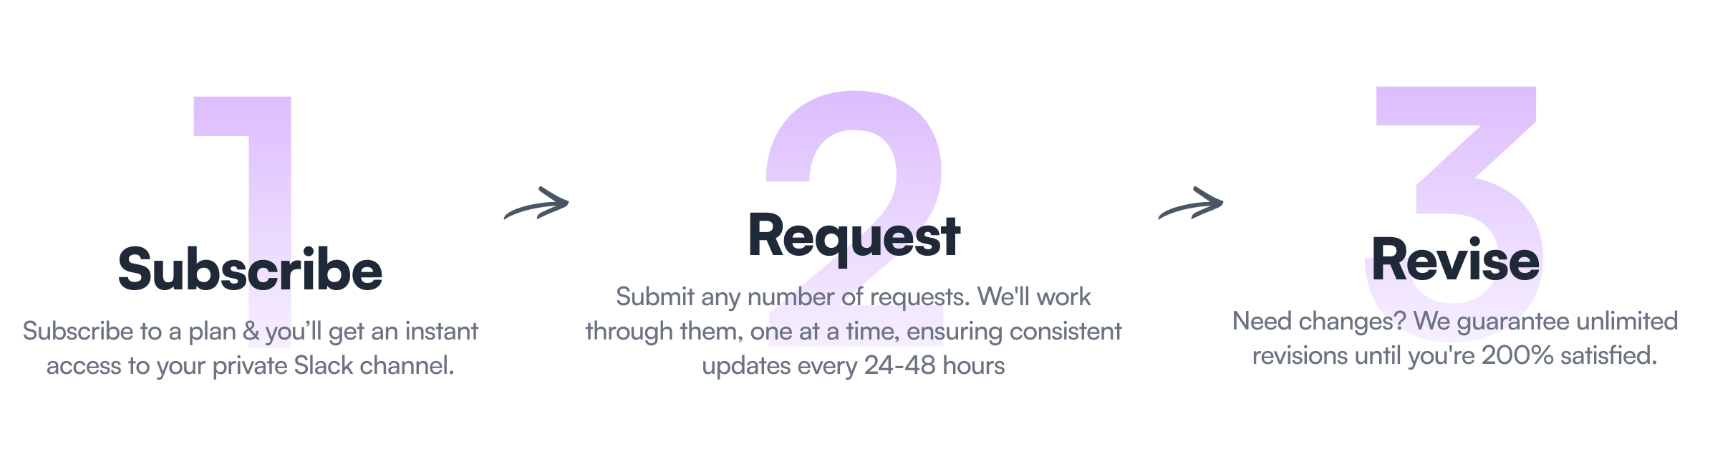 1
Subscribe
Subscribe to a plan & you’ll get an instant
access to your private Slack channel.
2
Request
Submit any number of requests. We'll work
through them, one at a time, ensuring consistent
updates every 24-48 hours
3
Revise
Need changes? We guarantee unlimited
revisions until you're 200% satisfied.